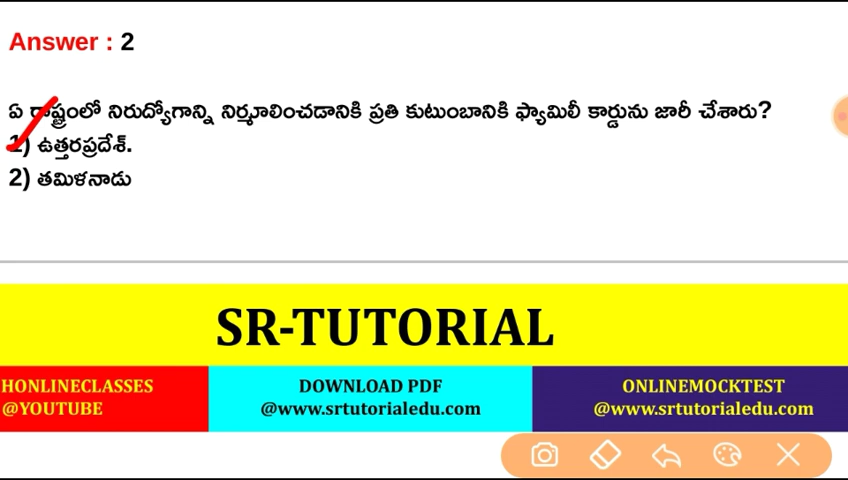 Answer : 2
ఏ రాష్ట్రంలో నిరుద్యోగాన్ని నిర్మూలించడానికి ప్రతి కుటుంబానికి ఫ్యామిలీ కార్డును జారీ చేశారు?
1) ఉత్తరప్రదేశ్.
2) తమిళనాడు
SR-TUTORIAL
HONLINECLASSES
@YOUTUBE
DOWNLOAD PDF
@www.srtutorialedu.com
ONLINEMOCKTEST
@www.srtutorialedu.com